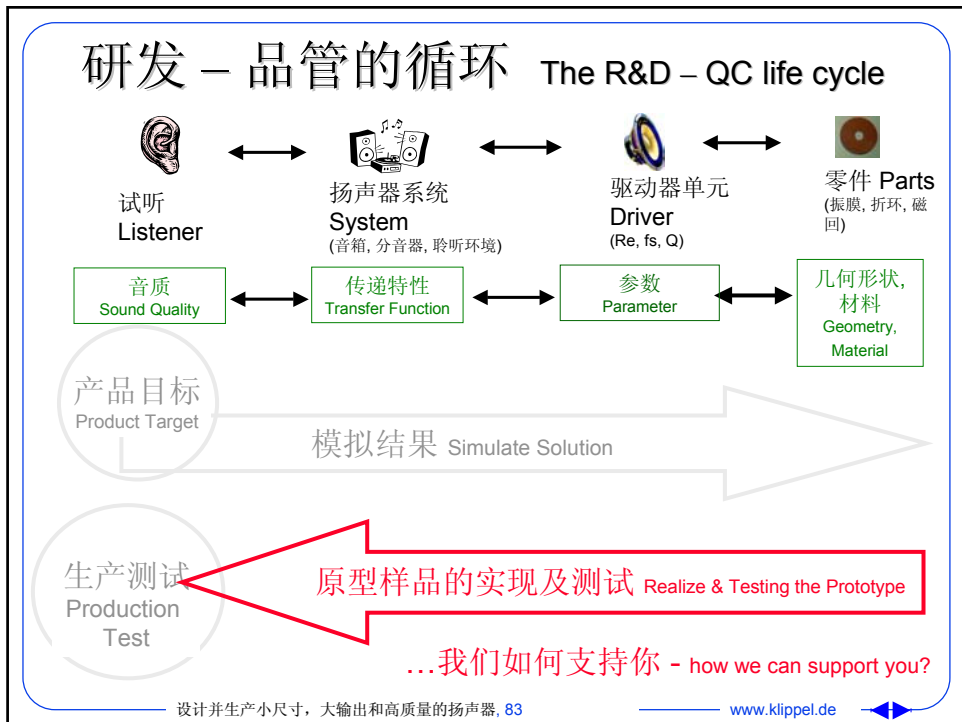 研发 – 品管的循环 The R&D – QC life cycle
试听
Listener
扬声器系统
System
(音箱, 分音器, 聆听环境)
驱动器单元
Driver
(Re, fs, Q)
零件 Parts
(振膜, 折环, 磁
回)
音质
Sound Quality
传递特性
Transfer Function
参数
Parameter
几何形状,
材料
Geometry,
Material
产品目标
Product Target
模拟结果 Simulate Solution
生产测试
Production
Test
原型样品的实现及测试 Realize & Testing the Prototype
…我们如何支持你 - how we can support you?
设计并生产小尺寸，大输出和高质量的扬声器, 83
www.klippel.de